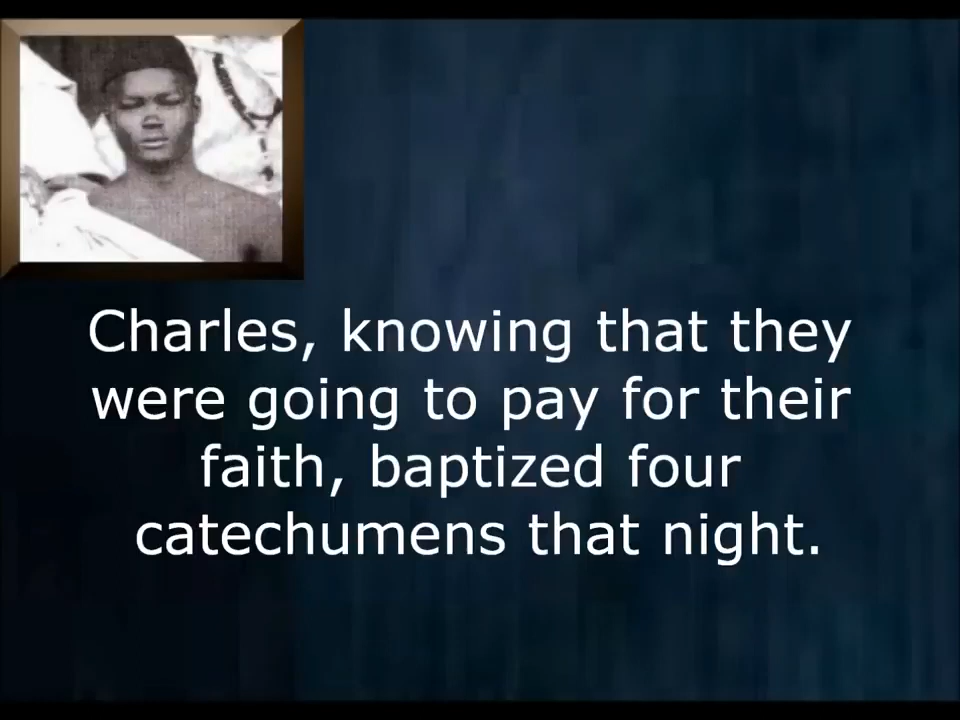 Charles, knowing that they
were going to pay for their
faith, baptized four
catechumens that night.